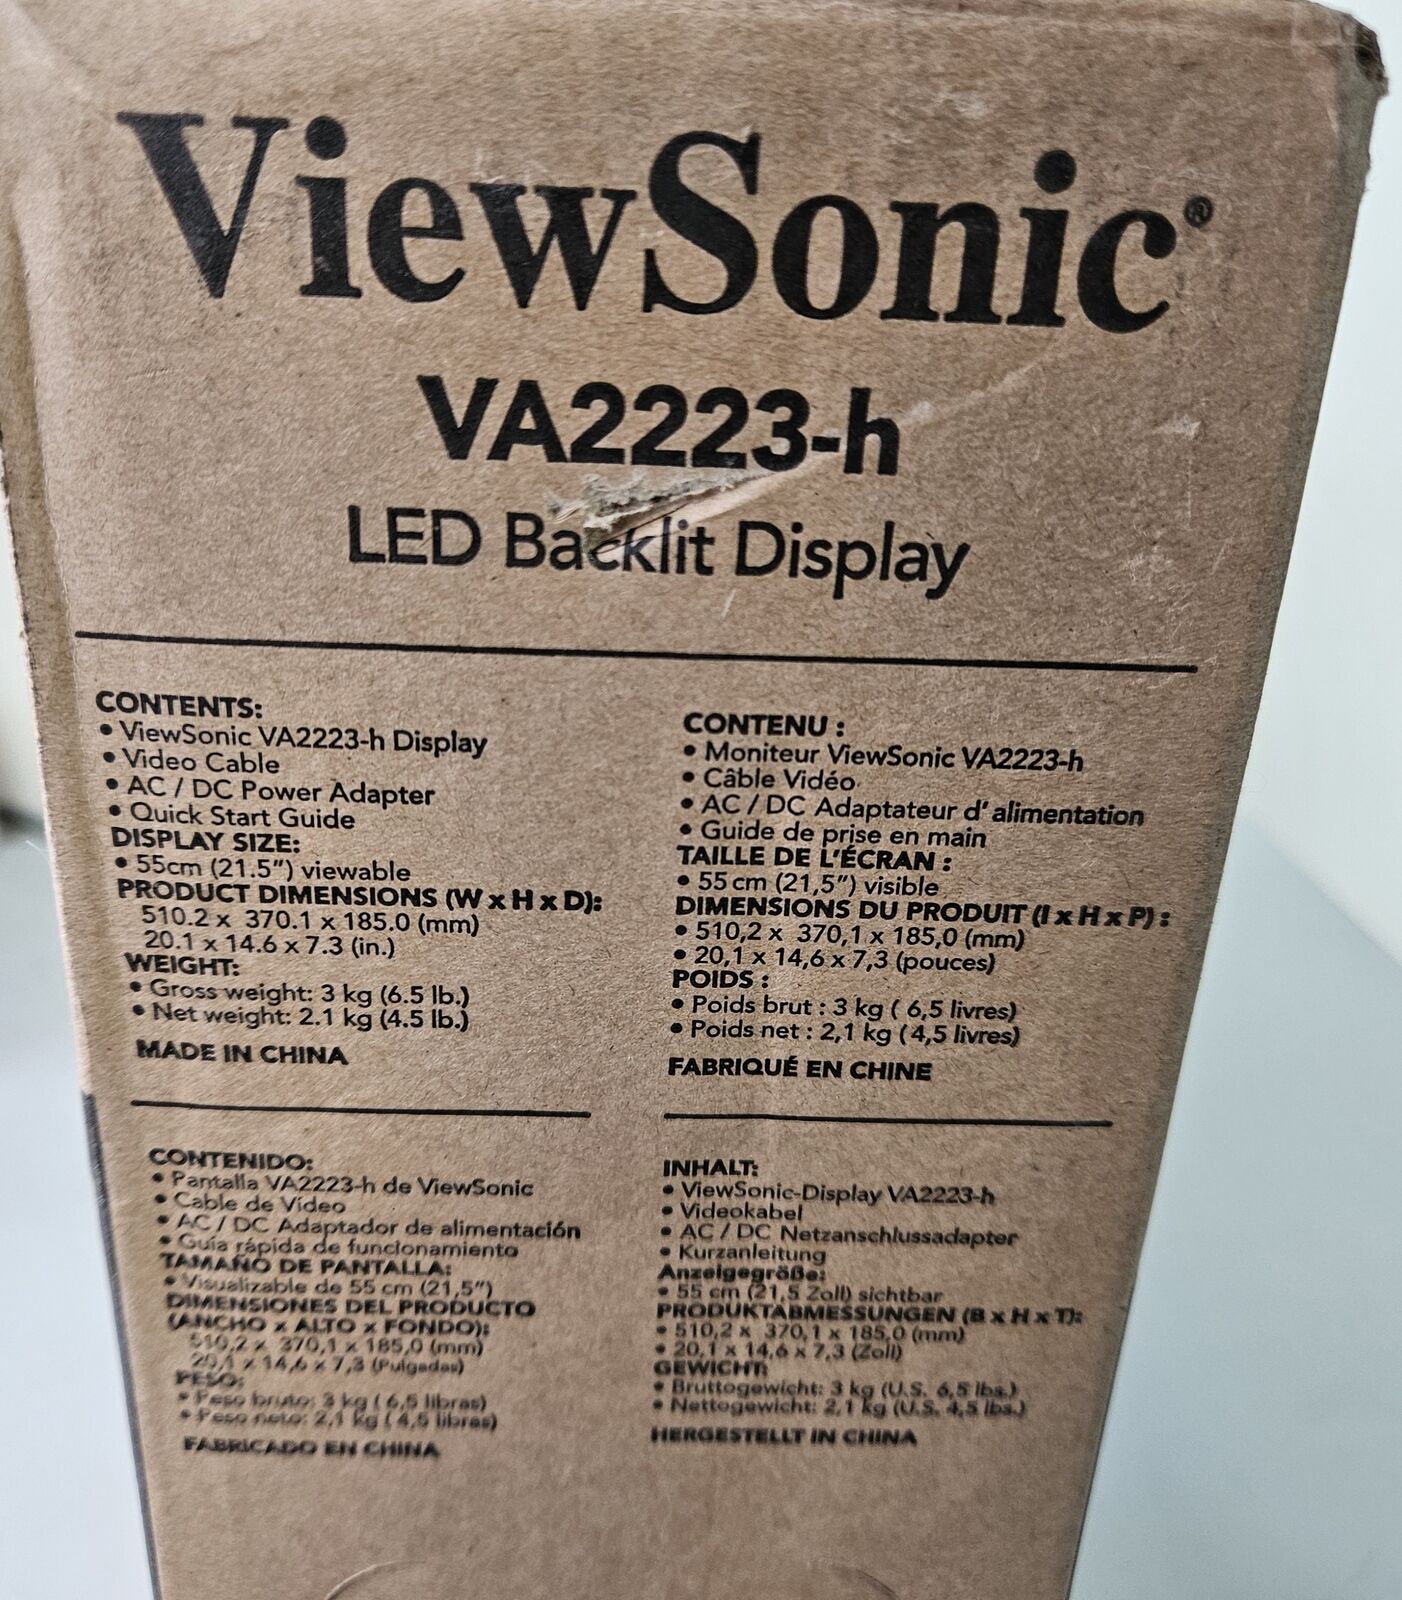 ViewSonic®
VA2223-h
LED Backlit Display
CONTENTS:
• ViewSonic VA2223-h Display
• Video Cable
• AC / DC Power Adapter
• Quick Start Guide
DISPLAY SIZE:
• 55cm (21.5") viewable
PRODUCT DIMENSIONS (W x H x D):
510.2 x 370.1 x 185.0 (mm)
20.1 x 14.6 x 7.3 (in.)
WEIGHT:
• Gross weight: 3 kg (6.5 lb.)
• Net weight: 2.1 kg (4.5 lb.)
MADE IN CHINA
CONTENU :
• Moniteur ViewSonic VA2223-h
• Câble Vidéo
• AC / DC Adaptateur d' alimentation
• Guide de prise en main
TAILLE DE L'ÉCRAN :
• 55 cm (21,5") visible
DIMENSIONS DU PRODUIT (l x H x P) :
• 510,2 x 370,1 x 185,0 (mm)
• 20,1 x 14,6 x 7,3 (pouces)
POIDS :
• Poids brut : 3 kg ( 6,5 livres)
• Poids net : 2,1 kg ( 4,5 livres)
FABRIQUÉ EN CHINE
CONTENIDO:
• Pantalla VA2223-h de ViewSonic
• Cable de Vídeo
• AC / DC Adaptador de alimentación
• Guía rápida de funcionamiento
TAMAÑO DE PANTALLA:
• Visualizable de 55 cm (21,5")
DIMENSIONES DEL PRODUCTO
(ANCHO x ALTO x FONDO):
510,2 x 370,1 x 185,0 (mm)
20,1 x 14,6 x 7,3 (Pulgadas)
PESO:
• Peso bruto: 3 kg ( 6,5 libras)
• Peso neto: 2,1 kg ( 4,5 libras)
FABRICADO EN CHINA
INHALT:
• ViewSonic-Display VA2223-h
• Videokabel
• AC / DC Netzanschlussadapter
• Kurzanleitung
Anzeigegröße:
• 55 cm (21,5 Zoll) sichtbar
PRODUKTABMESSUNGEN (B x H x T):
• 510,2 x 370,1 x 185,0 (mm)
• 20,1 x 14,6 x 7,3 (Zoll)
GEWICHT:
• Bruttogewicht: 3 kg (U.S. 6,5 lbs.)
• Nettogewicht: 2,1 kg (U.S. 4,5 lbs.)
HERGESTELLT IN CHINA